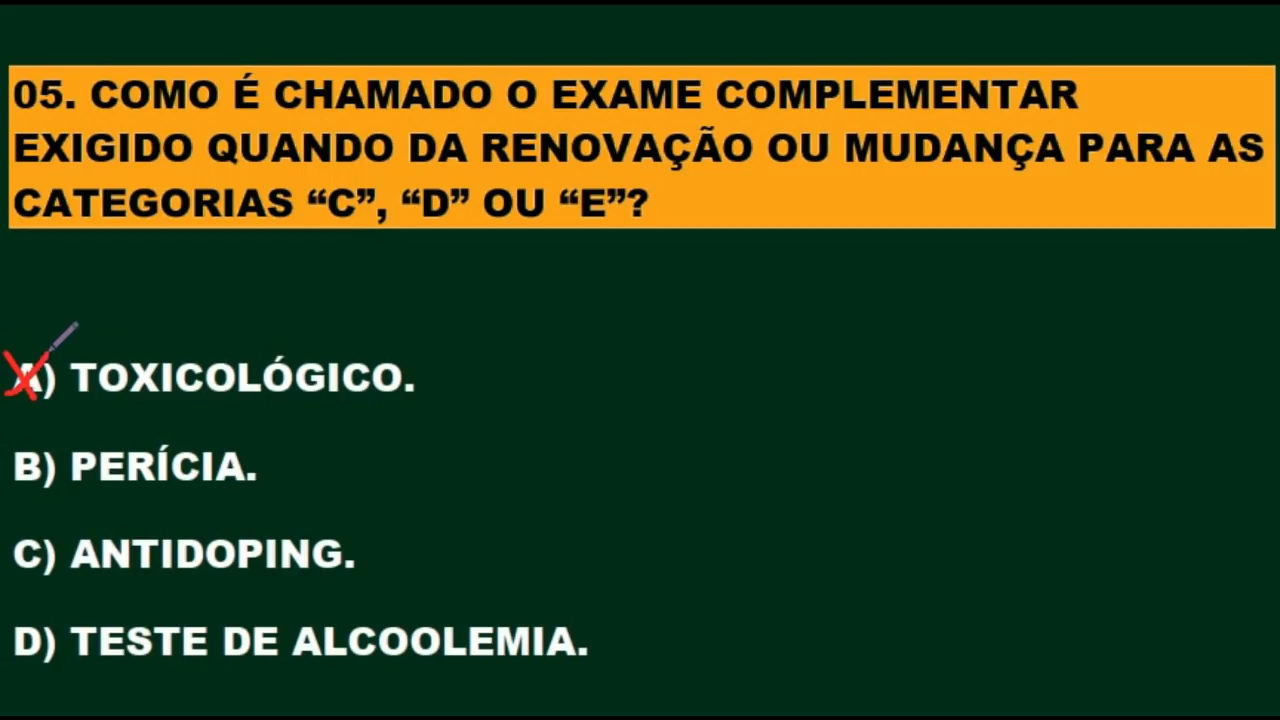 05. COMO É CHAMADO O EXAME COMPLEMENTAR
EXIGIDO QUANDO DA RENOVAÇÃO OU MUDANÇA PARA AS
CATEGORIAS “C”, “D” OU “E”?
A) TOXICOLÓGICO.
B) PERÍCIA.
C) ANTIDOPING.
D) TESTE DE ALCOOLEMIA.